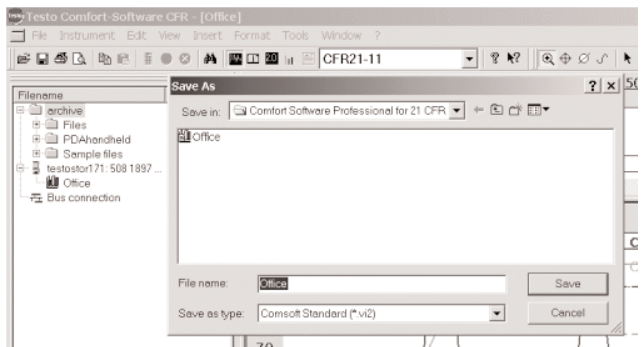 Testo Comfort-Software CFR - [Office]
File Instrument Edit View Insert Format Tools Window ?
CFR21-11
Filename
archive
Files
PDAhandheld
Sample files
testostor171: 508 1897 ...
Office
Bus connection
Save As
Save in: Comfort Software Professional for 21 CFR
Office
File name: Office
Save
Save as type: Comsoft Standard (*.vi2)
Cancel